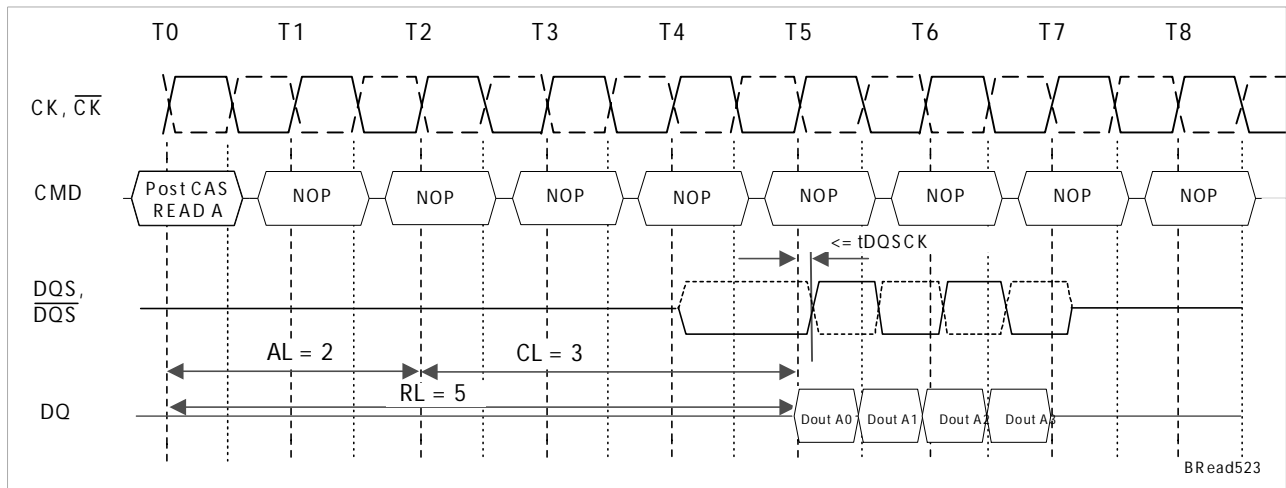 T0 T1 T2 T3 T4 T5 T6 T7 T8
CK, CK
CMD
Post CAS
READ A
NOP NOP NOP NOP NOP NOP NOP NOP
<= tDQSCK
DQS,
DQS
AL = 2
CL = 3
RL = 5
DQ
Dout A0 Dout A1 Dout A2 Dout A3
BRead523